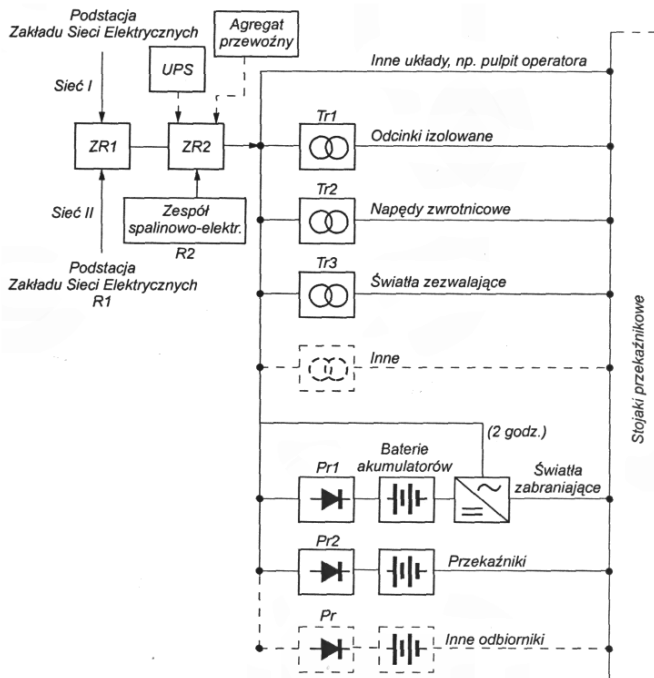 Podstacja
Zakładu Sieci Elektrycznych
Agregat
przewoźny
UPS
Sieć I
ZR1
ZR2
Sieć II
Zespół
spalinowo-elektr.
R2
Podstacja
Zakładu Sieci Elektrycznych
R1
Inne układy, np. pulpit operatora
Tr1
Odcinki izolowane
Tr2
Napędy zwrotnicowe
Tr3
Światła zezwalające
Inne
(2 godz.)
Baterie
akumulatorów
Pr1
Światła
zabraniające
Pr2
Przekaźniki
Pr
Inne odbiorniki
Stojaki przekaźnikowe